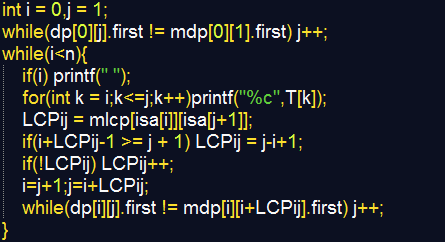 int i = 0,j = 1;
while(dp[0][j].first != mdp[0][1].first) j++;
while(i<n){
if(i) printf(" ");
for(int k = i;k<=j;k++)printf("%c",T[k]);
LCPij = mlcp[isa[i]][isa[j+1]];
if(i+LCPij-1 >= j + 1) LCPij = j-i+1;
if(!LCPij) LCPij++;
i=j+1;j=i+LCPij;
while(dp[i][j].first != mdp[i][i+LCPij].first) j++;
}